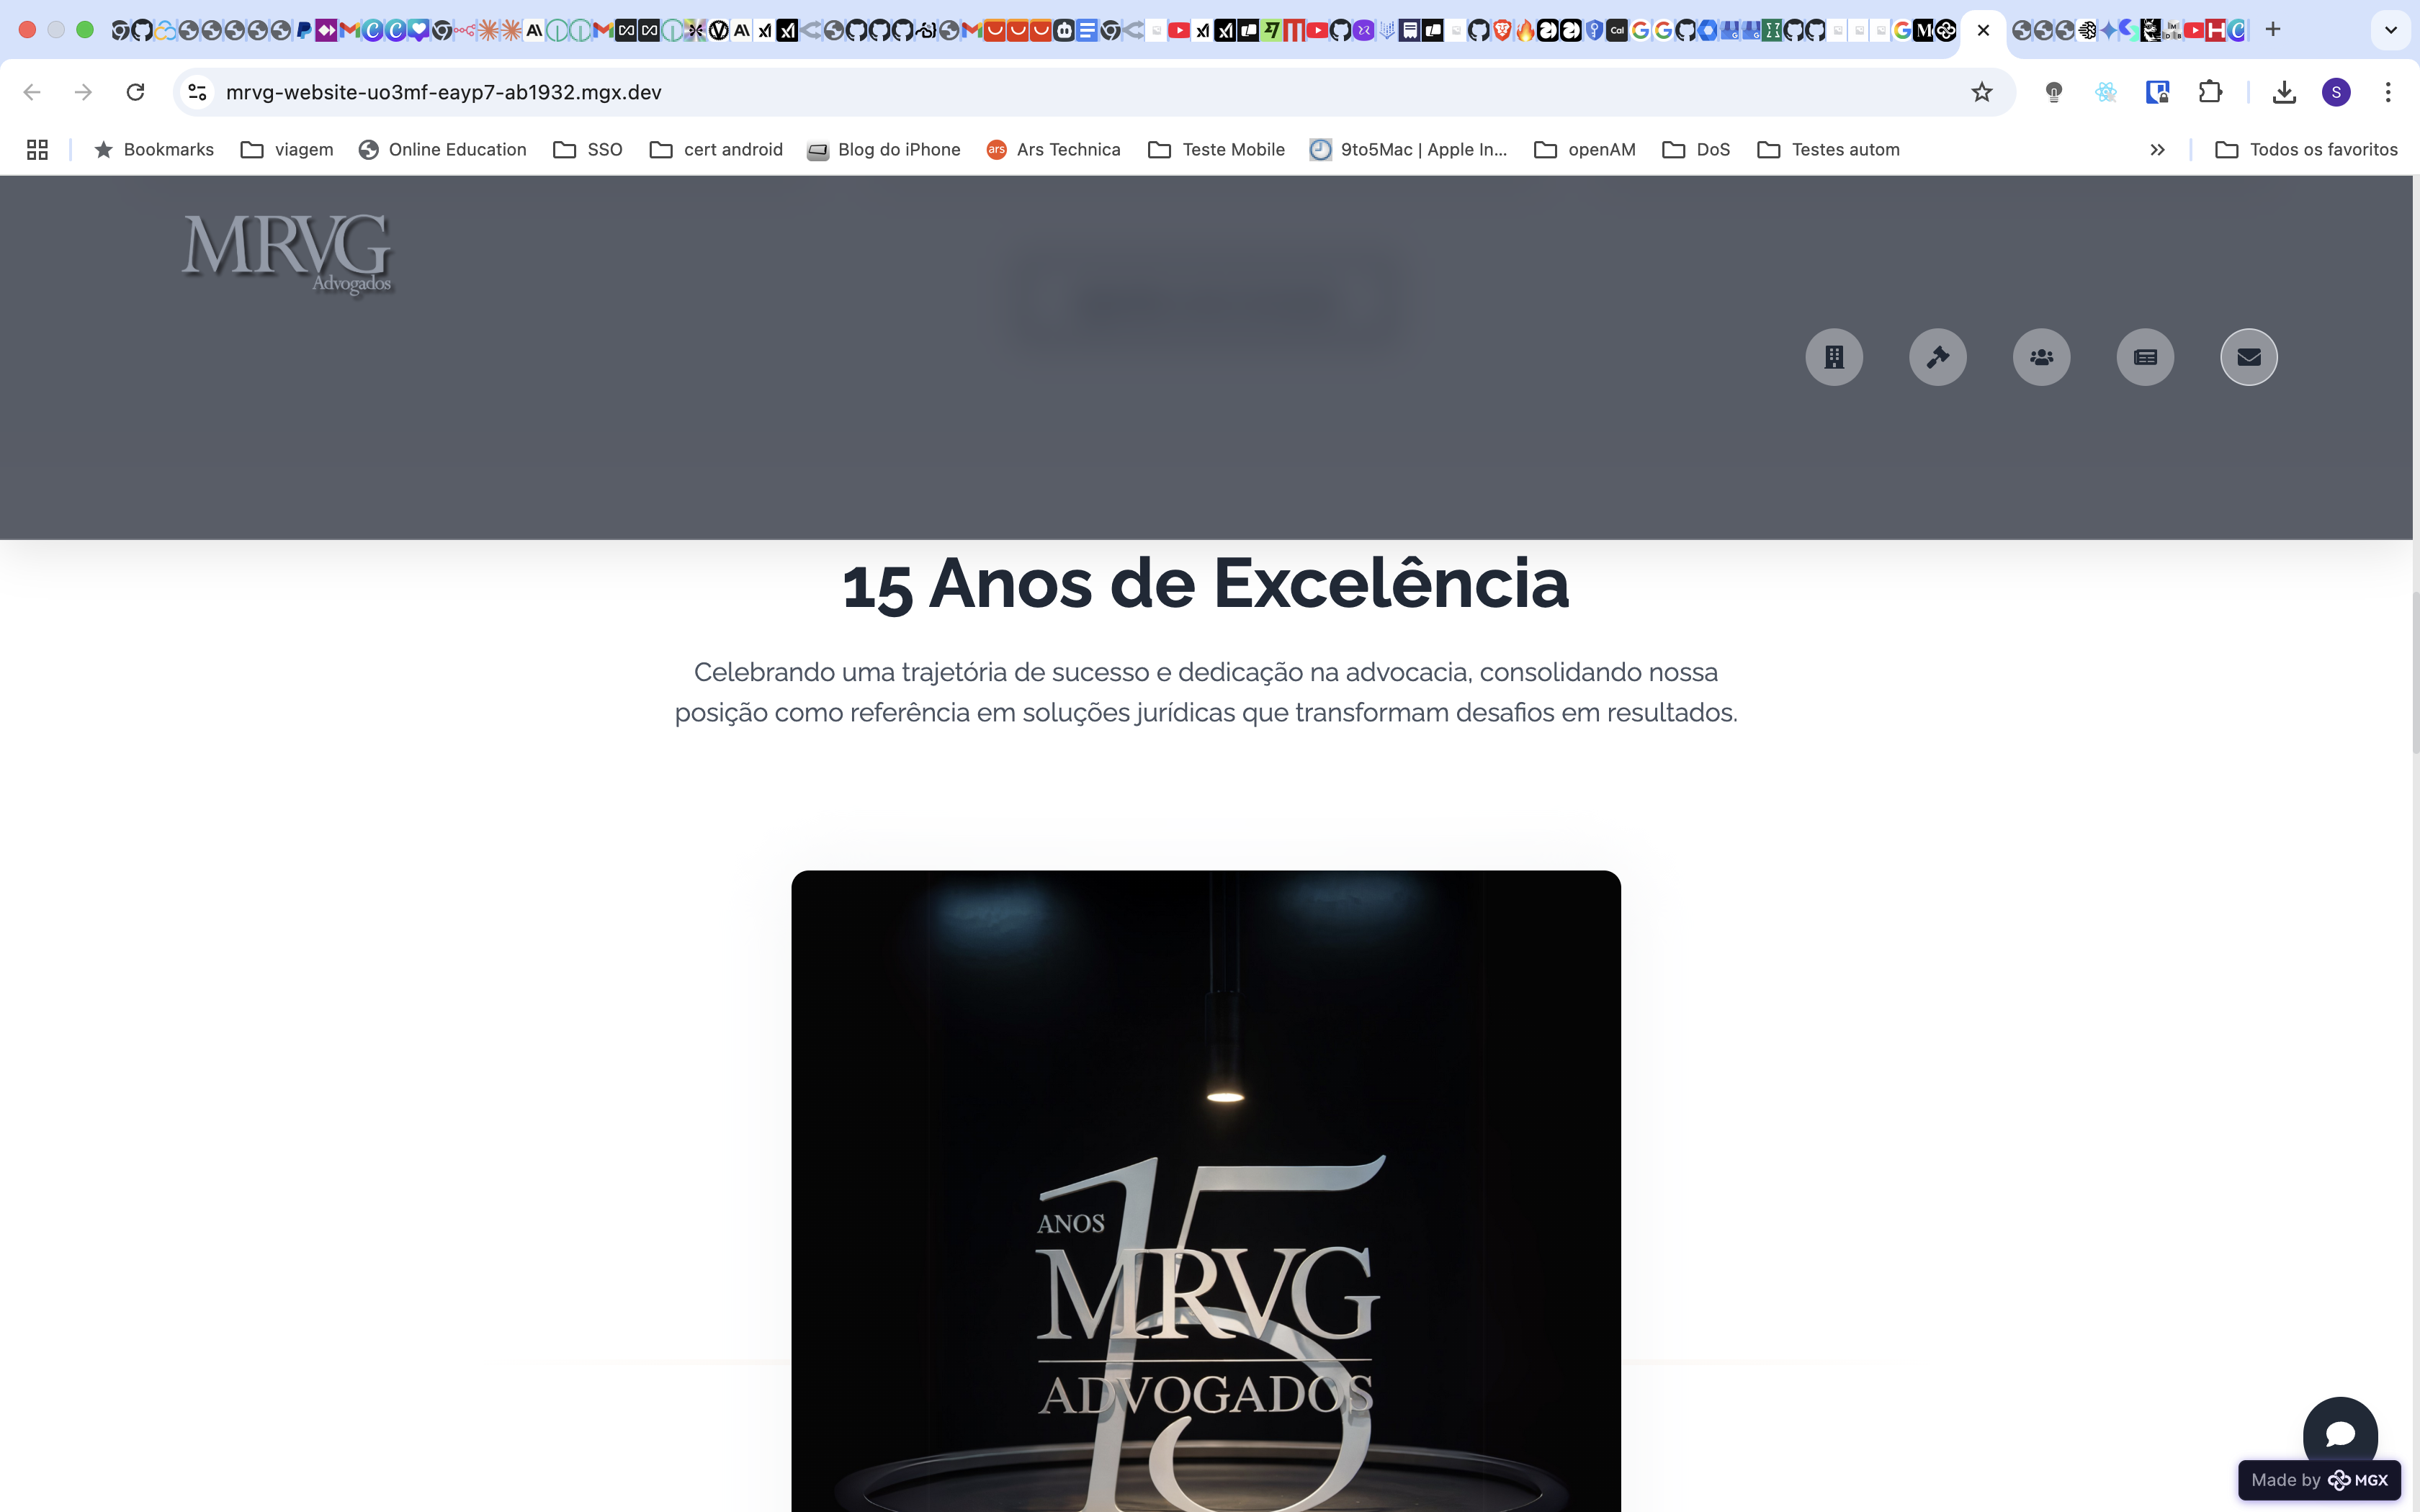 mrvg-website-uo3mf-eayp7-ab1932.mgx.dev
S
Bookmarks
viagem
Online Education
SSO
cert android
Blog do iPhone
ars
Ars Technica
Teste Mobile
9to5Mac | Apple In...
openAM
DoS
Testes autom
Todos os favoritos
MRVG
Advogados
15 Anos de Excelência
Celebrando uma trajetória de sucesso e dedicação na advocacia, consolidando nossa
posição como referência em soluções jurídicas que transformam desafios em resultados.
15
ANOS
MRVG
ADVOGADOS
Made by MGX